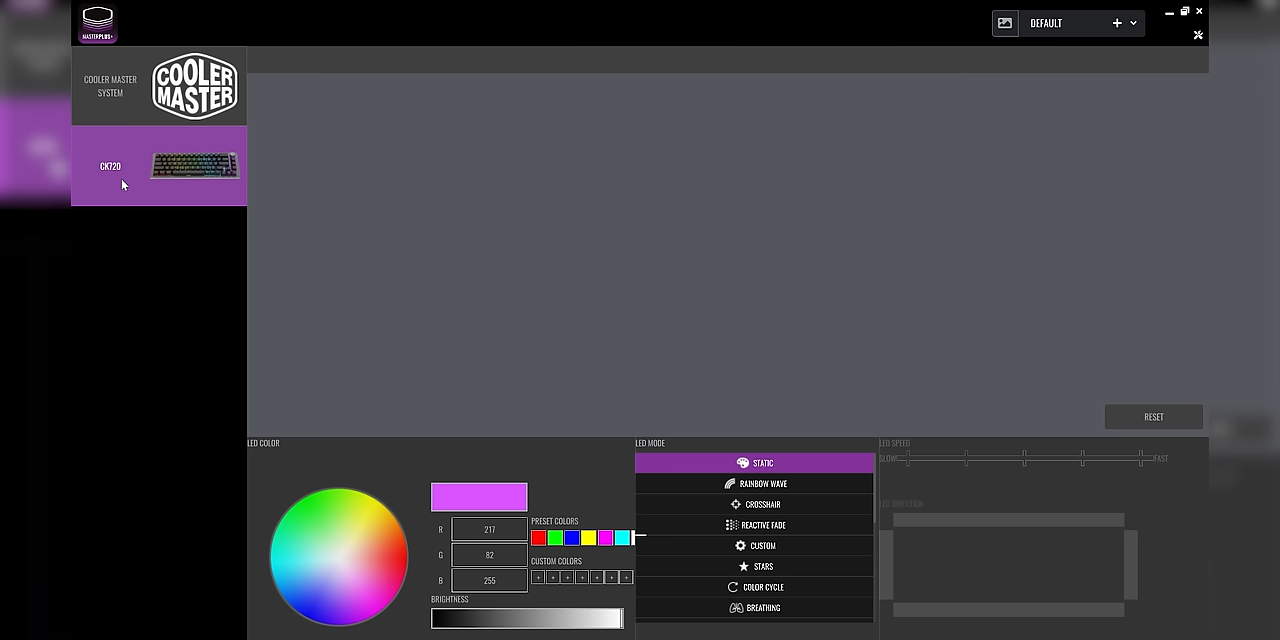 MASTERPLUS+
DEFAULT
COOLER MASTER
SYSTEM
COOLER
MASTER
CK720
RESET
LED COLOR
R 217
G 82
B 255
PRESET COLORS
CUSTOM COLORS
BRIGHTNESS
LED MODE
STATIC
RAINBOW WAVE
CROSSHAIR
REACTIVE FADE
CUSTOM
STARS
COLOR CYCLE
BREATHING
LED SPEED
SLOW FAST
LED DIRECTION